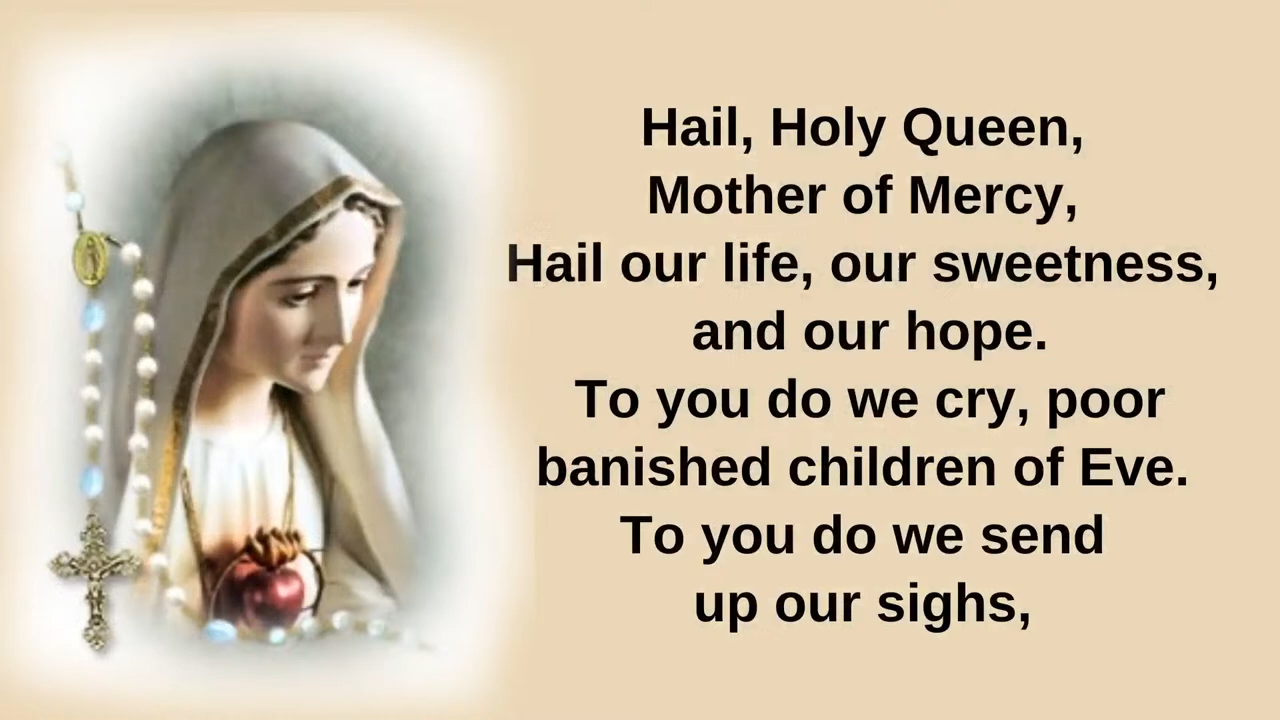 Hail, Holy Queen,
Mother of Mercy,
Hail our life, our sweetness,
and our hope.
To you do we cry, poor
banished children of Eve.
To you do we send
up our sighs,